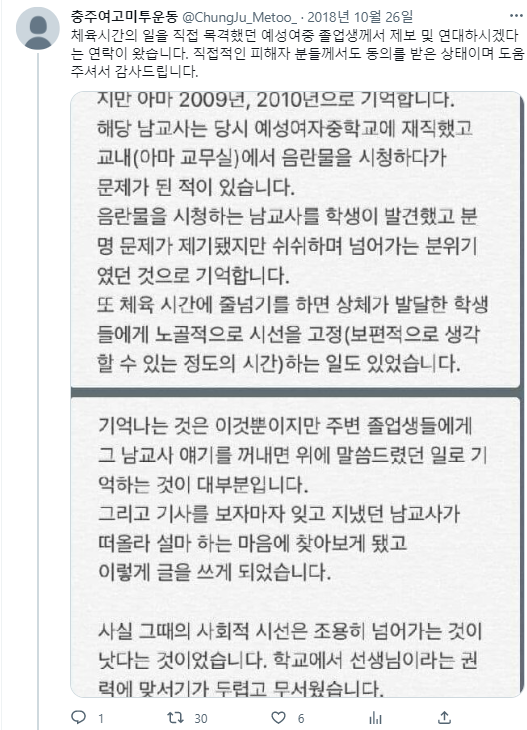 충주여고미투운동 @ChungJu_Metoo_ · 2018년 10월 26일
체육시간의 일을 직접 목격했던 예성여중 졸업생께서 제보 및 연대하시겠다
는 연락이 왔습니다. 직접적인 피해자 분들께서도 동의를 받은 상태이며 도움
주셔서 감사드립니다.
지만 아마 2009년, 2010년으로 기억합니다.
해당 남교사는 당시 예성여자중학교에 재직했고
교내(아마 교무실)에서 음란물을 시청하다가
문제가 된 적이 있습니다.
음란물을 시청하는 남교사를 학생이 발견했고 분
명 문제가 제기됐지만 쉬쉬하며 넘어가는 분위기
였던 것으로 기억합니다.
또 체육 시간에 줄넘기를 하면 상체가 발달한 학생
들에게 노골적으로 시선을 고정(보편적으로 생각
할 수 있는 정도의 시간)하는 일도 있었습니다.
기억나는 것은 이것뿐이지만 주변 졸업생들에게
그 남교사 얘기를 꺼내면 위에 말씀드렸던 일로 기
억하는 것이 대부분입니다.
그리고 기사를 보자마자 잊고 지냈던 남교사가
떠올라 설마 하는 마음에 찾아보게 됐고
이렇게 글을 쓰게 되었습니다.
사실 그때의 사회적 시선은 조용히 넘어가는 것이
낫다는 것이었습니다. 학교에서 선생님이라는 권
력에 맞서기가 두렵고 무서웠습니다.
1 30 6